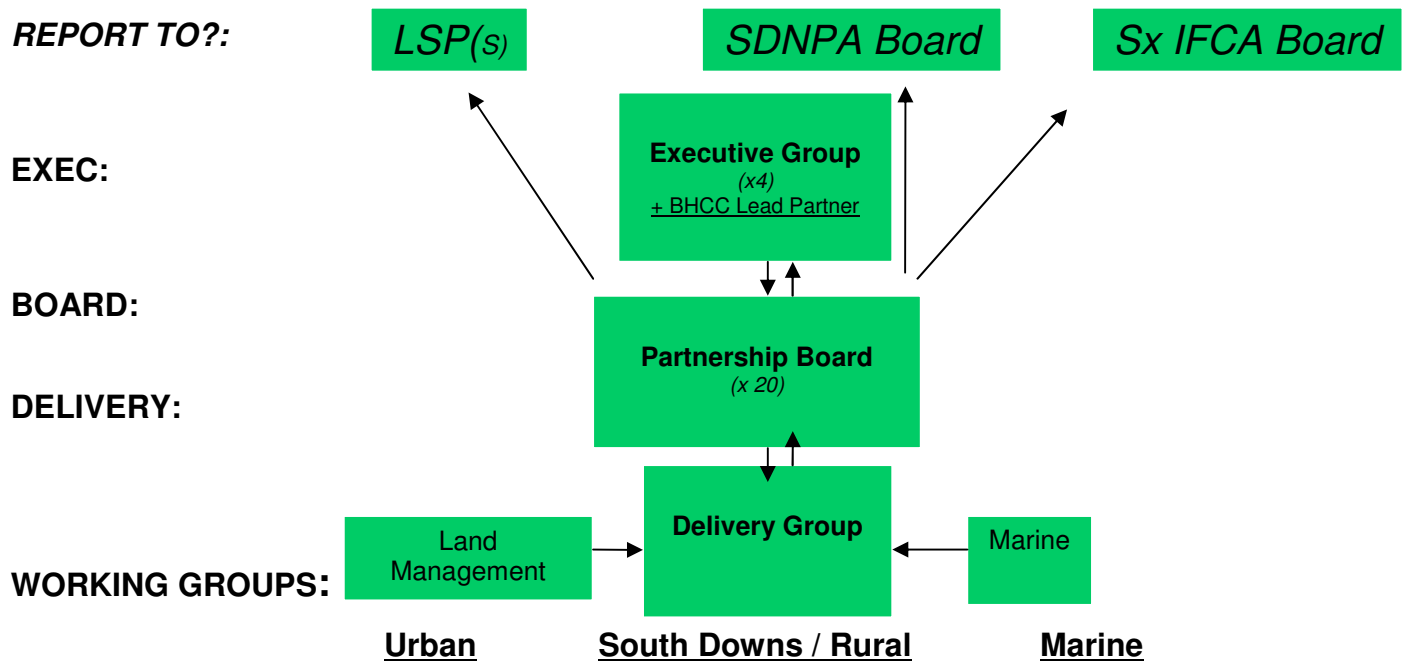 REPORT TO?:
LSP(S)
SDNPA Board
Sx IFCA Board
EXEC:
Executive Group
(x4)
+ BHCC Lead Partner
BOARD:
Partnership Board
(x 20)
DELIVERY:
Delivery Group
Land
Management
Marine
WORKING GROUPS:
Urban
South Downs / Rural
Marine